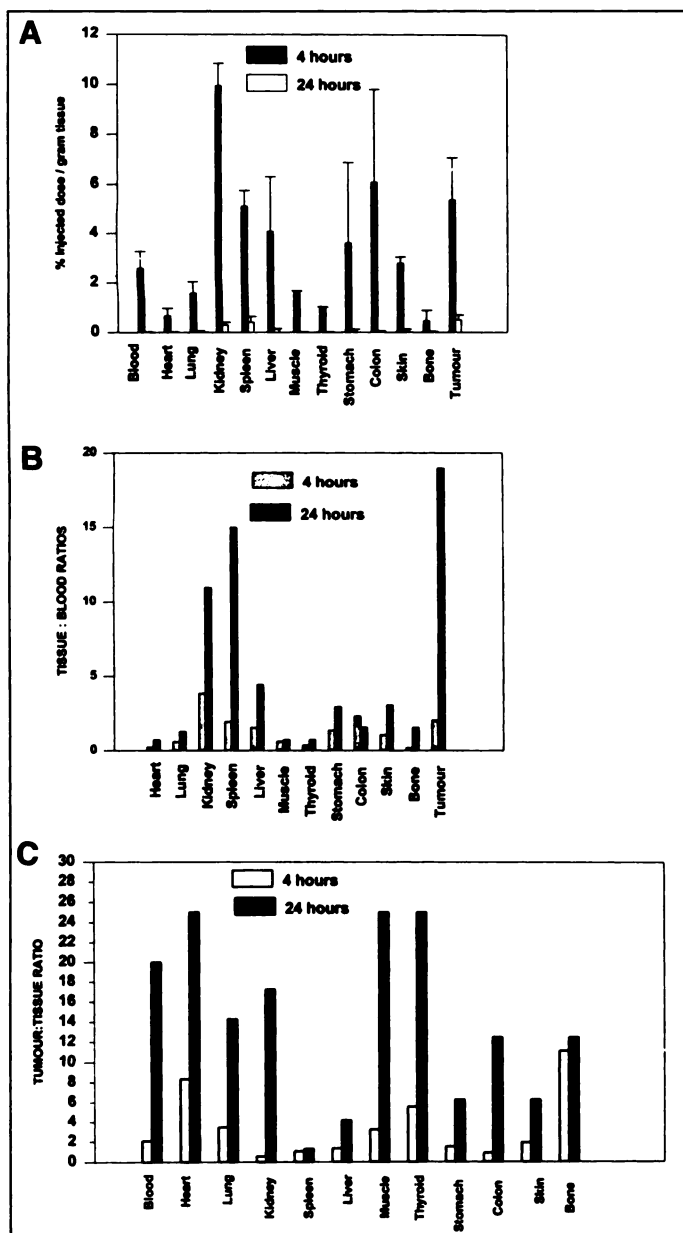 A
12
10
8
6
4
2
0
% injected dose / gram tissue
4 hours
24 hours
Blood
Heart
Lung
Kidney
Spleen
Liver
Muscle
Thyroid
Stomach
Colon
Skin
Bone
Tumour
B
20
15
10
5
0
TISSUE : BLOOD RATIOS
4 hours
24 hours
Heart
Lung
Kidney
Spleen
Liver
Muscle
Thyroid
Stomach
Colon
Skin
Bone
Tumour
C
30
28
26
24
22
20
18
16
14
12
10
8
6
4
2
0
TUMOUR:TISSUE RATIO
4 hours
24 hours
Blood
Heart
Lung
Kidney
Spleen
Liver
Muscle
Thyroid
Stomach
Colon
Skin
Bone